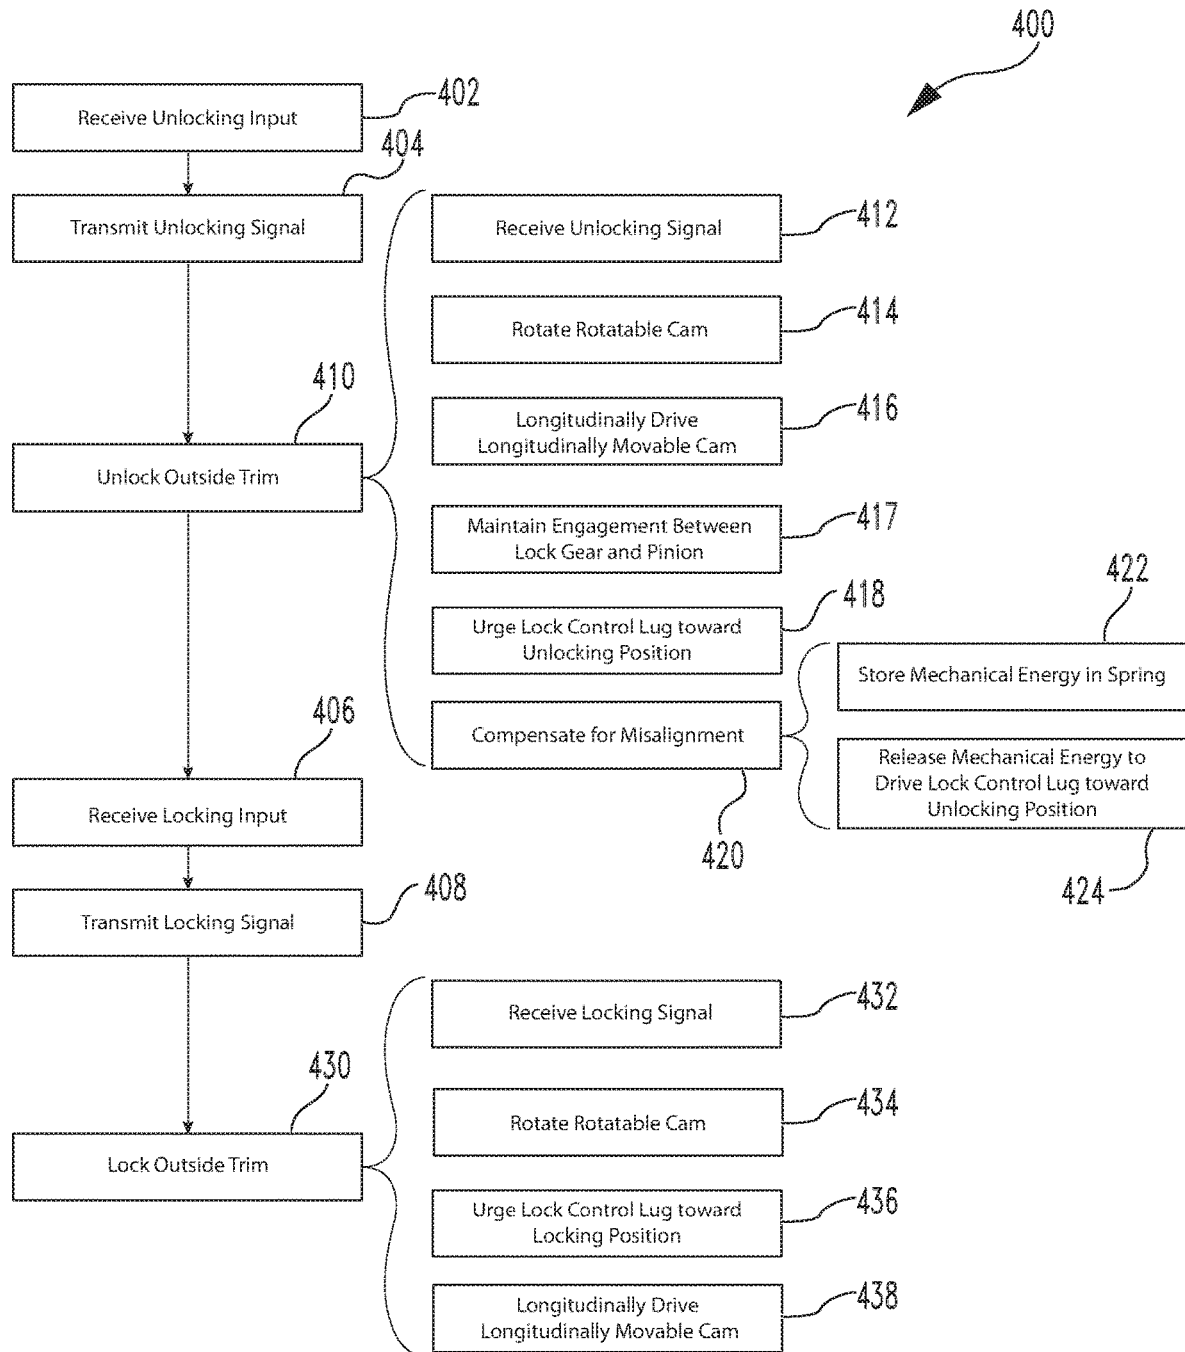 400
Receive Unlocking Input
402
404
Transmit Unlocking Signal
Receive Unlocking Signal
412
Rotate Rotatable Cam
414
410
Unlock Outside Trim
Longitudinally Drive
Longitudinally Movable Cam
416
Maintain Engagement Between
Lock Gear and Pinion
417
Urge Lock Control Lug toward
Unlocking Position
418
Compensate for Misalignment
420
422
Store Mechanical Energy in Spring
Release Mechanical Energy to
Drive Lock Control Lug toward
Unlocking Position
424
406
Receive Locking Input
408
Transmit Locking Signal
430
Lock Outside Trim
Receive Locking Signal
432
Rotate Rotatable Cam
434
Urge Lock Control Lug toward
Locking Position
436
Longitudinally Drive
Longitudinally Movable Cam
438